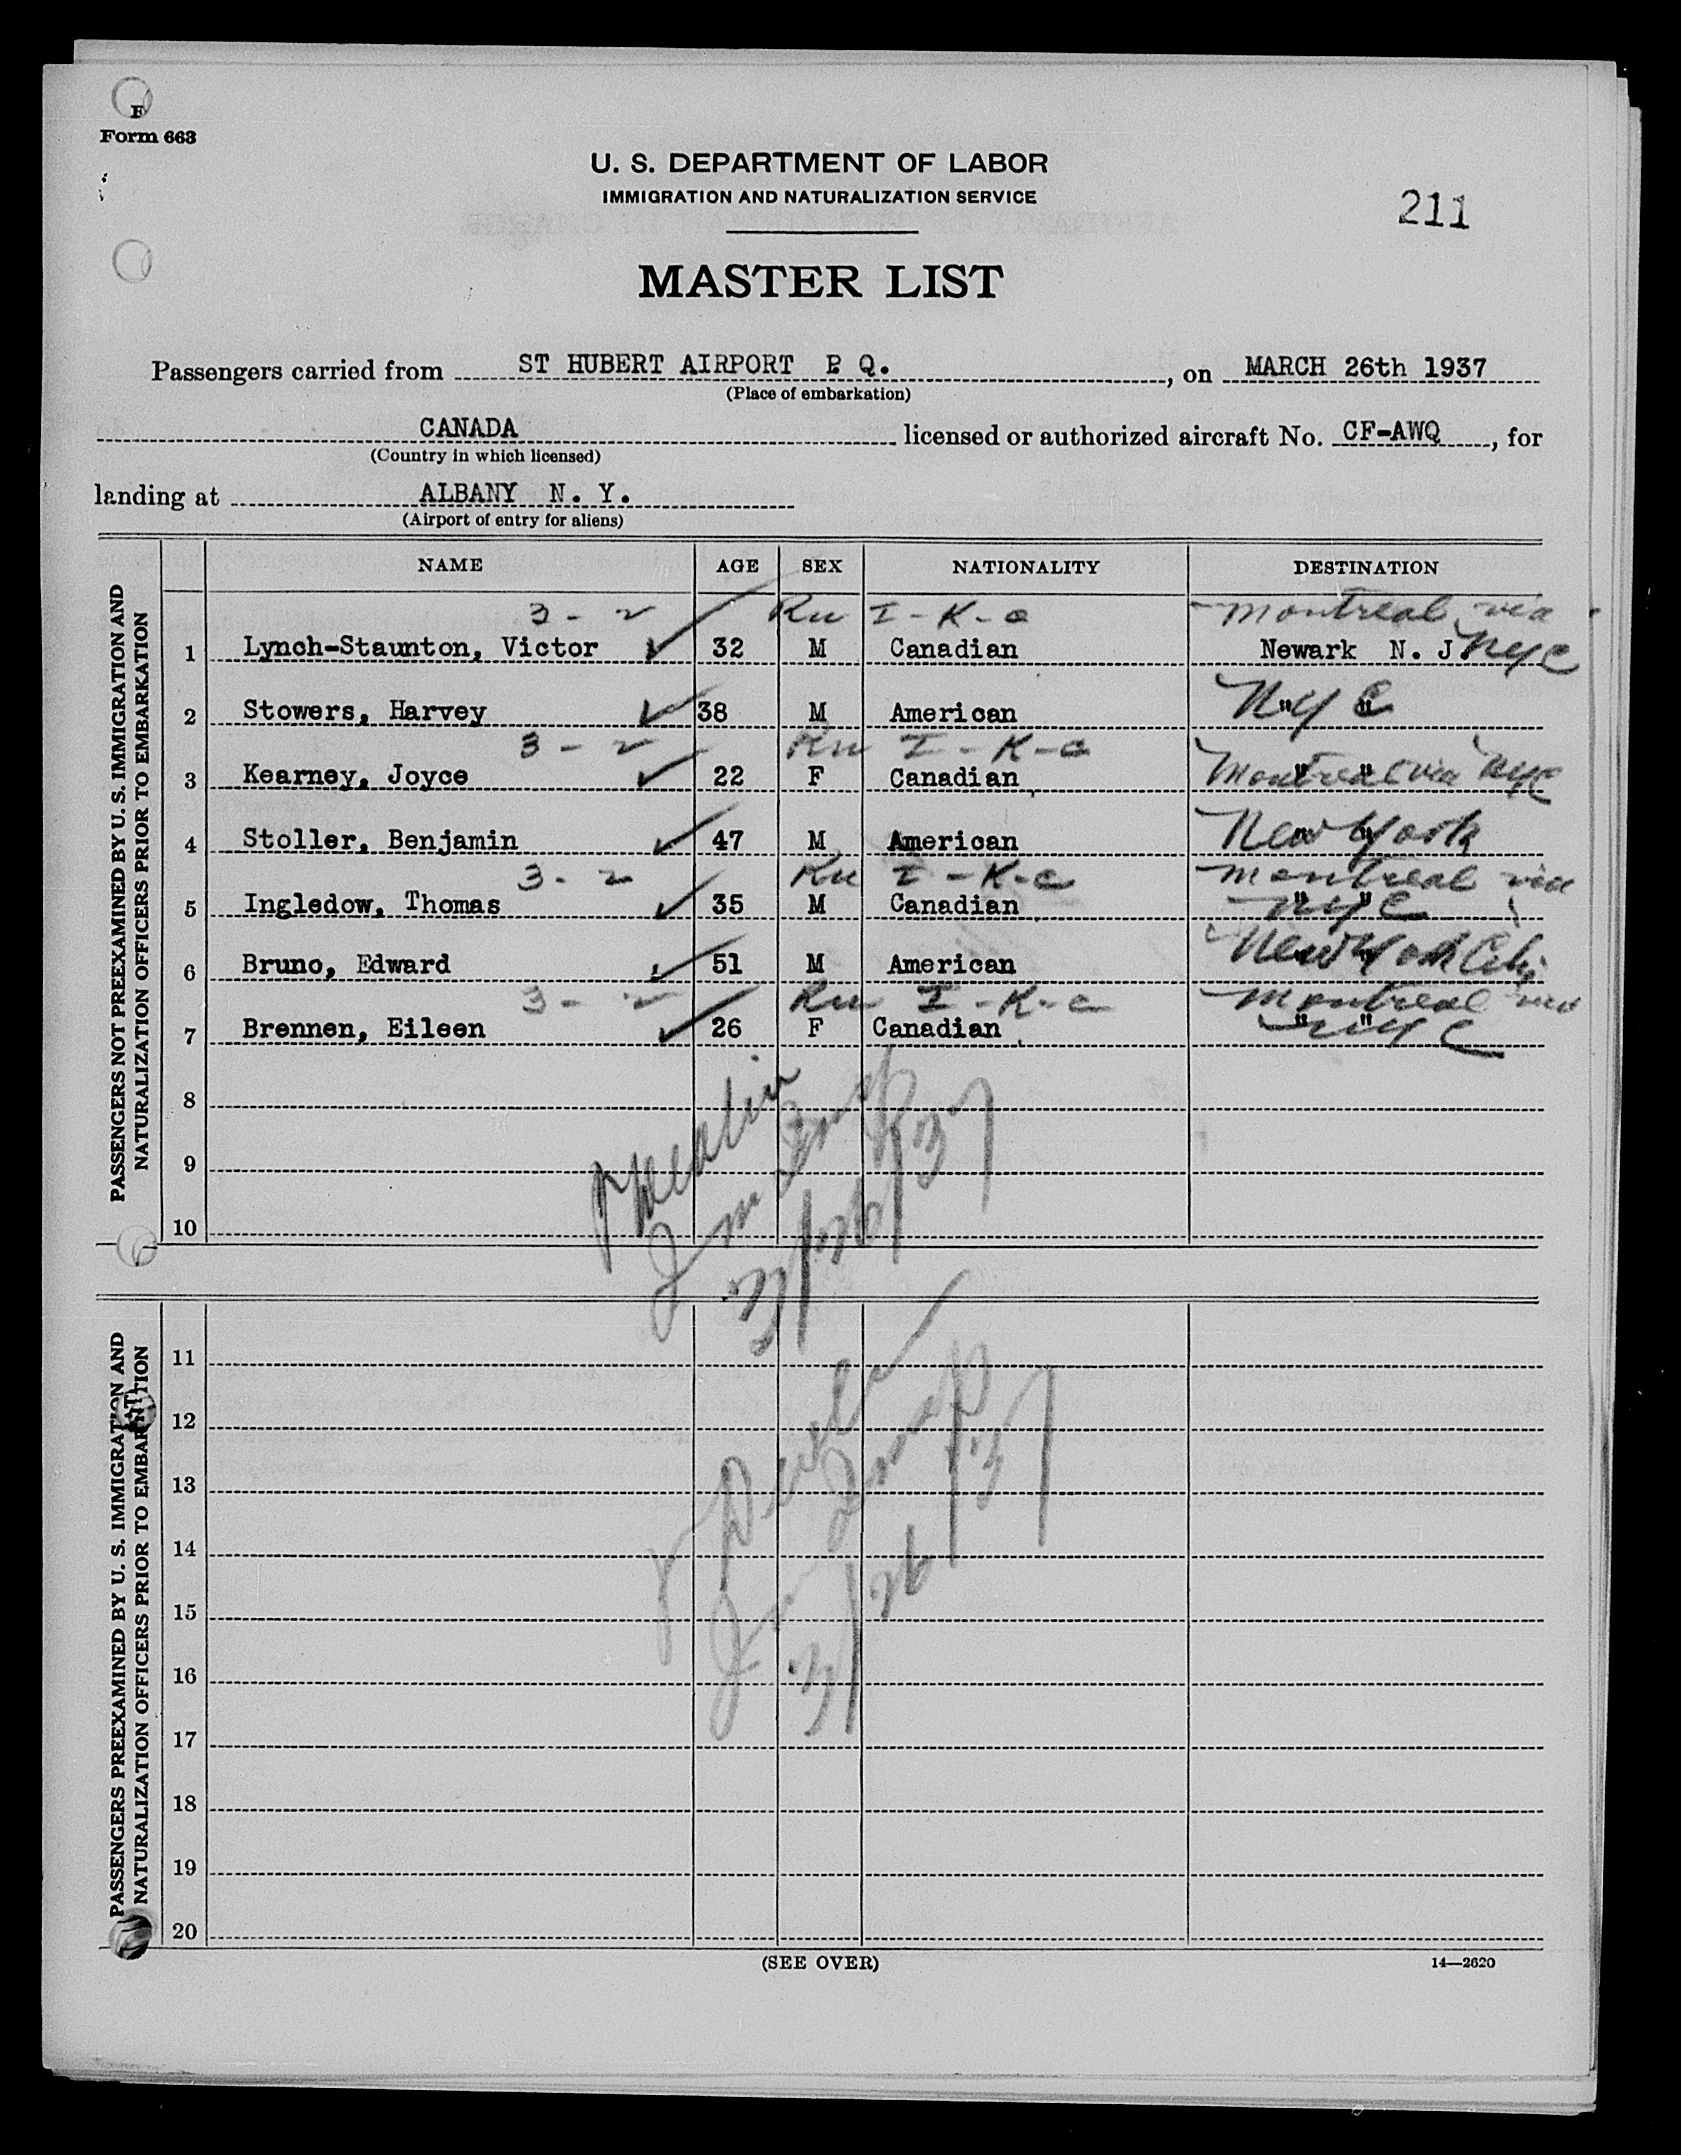 F
Form 663
U. S. DEPARTMENT OF LABOR
IMMIGRATION AND NATURALIZATION SERVICE
211
MASTER LIST
Passengers carried from ST HUBERT AIRPORT P Q. , on MARCH 26th 1937
(Place of embarkation)
CANADA licensed or authorized aircraft No. CF-AWQ , for
(Country in which licensed)
landing at ALBANY N. Y.
(Airport of entry for aliens)
NAME AGE SEX NATIONALITY DESTINATION
PASSENGERS NOT PREEXAMINED BY U. S. IMMIGRATION AND
NATURALIZATION OFFICERS PRIOR TO EMBARKATION
3 - 2 I - K - c Montreal via
1 Lynch-Staunton, Victor 32 M Canadian Newark N. J. NYC
2 Stowers, Harvey 38 M American " " NYC
3 - 2 I - K - c
3 Kearney, Joyce 22 F Canadian " " Montreal via NYC
4 Stoller, Benjamin 47 M American " " New York
3 - 2 I - K - c Montreal via
5 Ingledow, Thomas 35 M Canadian " " NYC
6 Bruno, Edward 51 M American " " New York City
3 - 2 I - K - c Montreal via
7 Brennen, Eileen 26 F Canadian " " NYC
8
9
10
3/26/37
PASSENGERS PREEXAMINED BY U. S. IMMIGRATION AND
NATURALIZATION OFFICERS PRIOR TO EMBARKATION
11
12
13
14
15
16
17
18
19
20
3/26/37
(SEE OVER)
14—2620